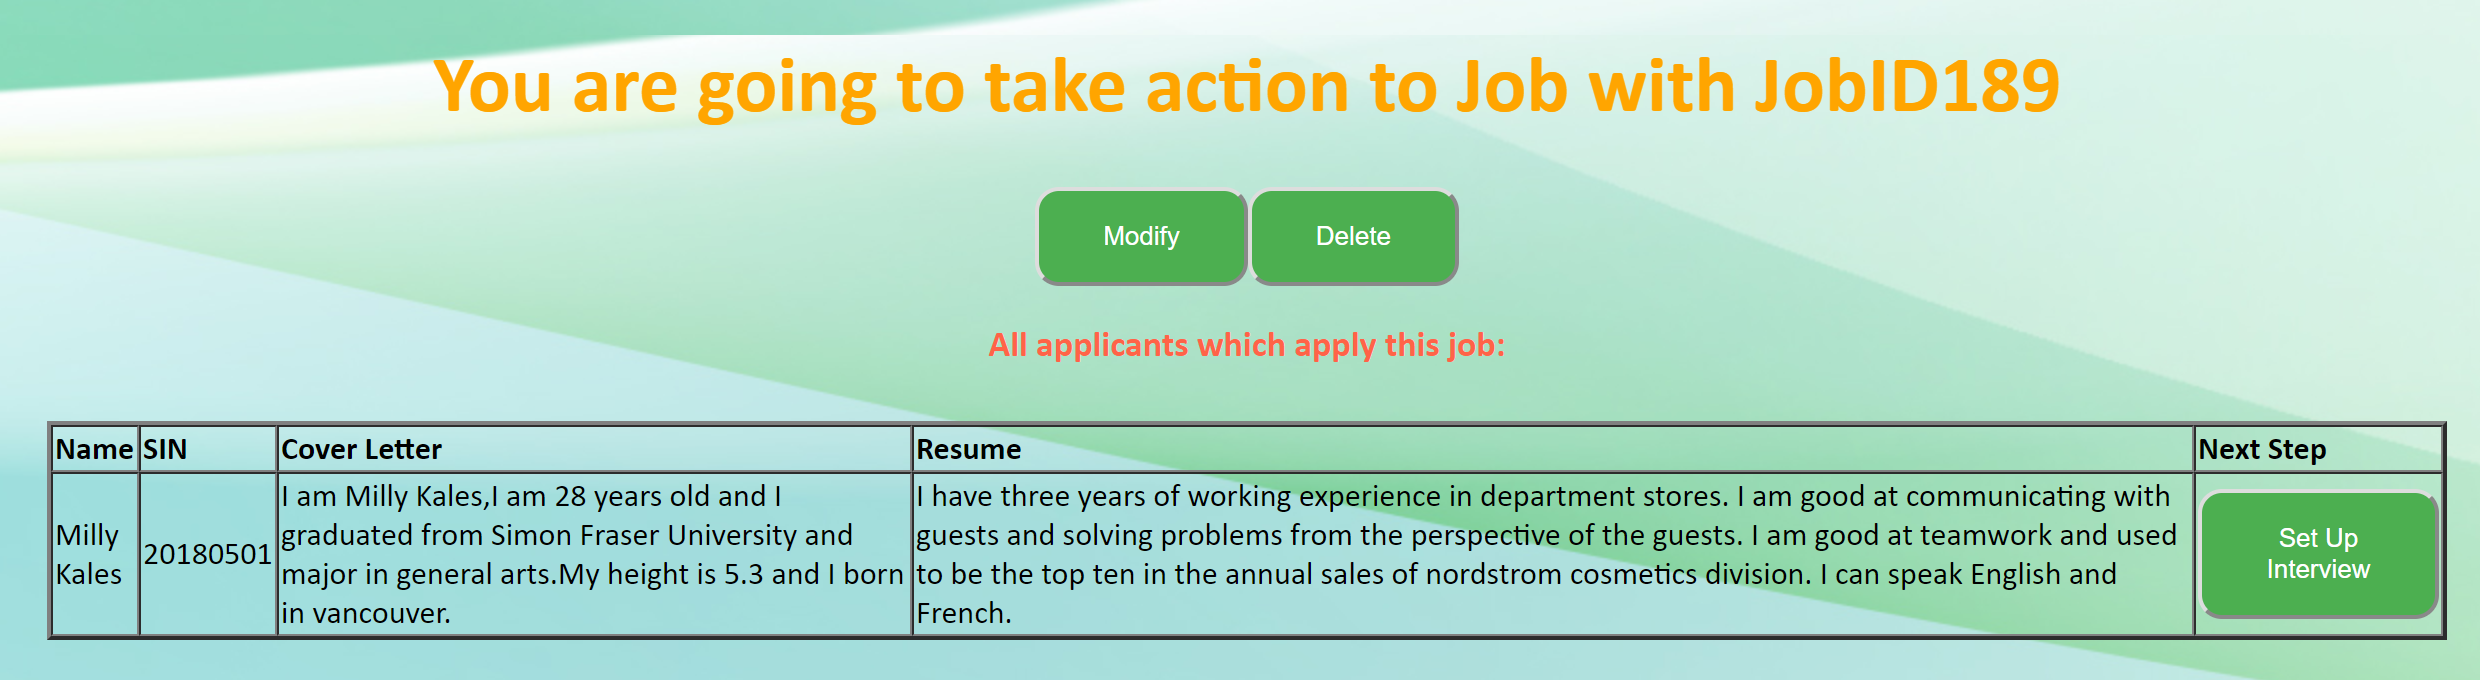 You are going to take action to Job with JobID189
Modify
Delete
All applicants which apply this job:
Name SIN Cover Letter Resume Next Step
Milly
Kales
20180501
I am Milly Kales,I am 28 years old and I
graduated from Simon Fraser University and
major in general arts.My height is 5.3 and I born
in vancouver.
I have three years of working experience in department stores. I am good at communicating with
guests and solving problems from the perspective of the guests. I am good at teamwork and used
to be the top ten in the annual sales of nordstrom cosmetics division. I can speak English and
French.
Set Up
Interview